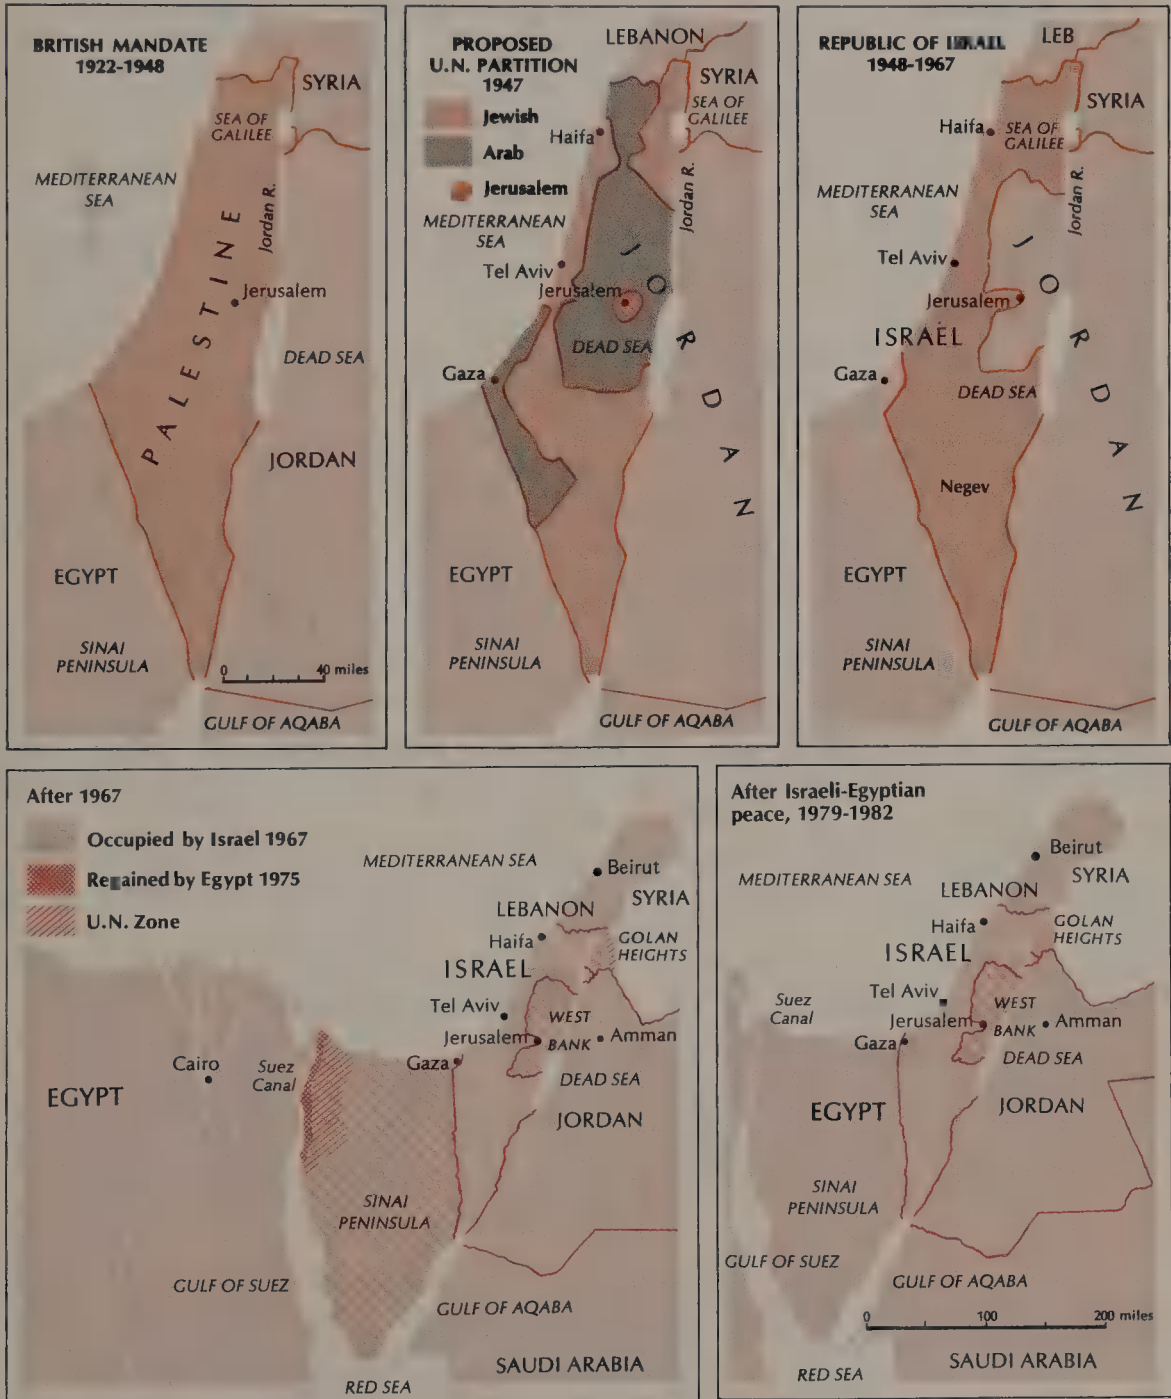 BRITISH MANDATE
1922-1948
SYRIA
SEA OF
GALILEE
MEDITERRANEAN
SEA
Jordan R.
PALESTINE
Jerusalem
DEAD SEA
JORDAN
EGYPT
SINAI
PENINSULA
0 40 miles
GULF OF AQABA
PROPOSED
U.N. PARTITION
1947
Jewish
Arab
Jerusalem
LEBANON
SYRIA
SEA OF
GALILEE
Haifa
MEDITERRANEAN
SEA
Jordan R.
Tel Aviv
Jerusalem
JORDAN
DEAD SEA
Gaza
EGYPT
SINAI
PENINSULA
GULF OF AQABA
REPUBLIC OF ISRAEL
1948-1967
LEB
SYRIA
Haifa
SEA OF
GALILEE
MEDITERRANEAN
SEA
Jordan R.
Tel Aviv
Jerusalem
JORDAN
ISRAEL
Gaza
DEAD SEA
Negev
EGYPT
SINAI
PENINSULA
GULF OF AQABA
After 1967
Occupied by Israel 1967
Regained by Egypt 1975
U.N. Zone
MEDITERRANEAN SEA
Beirut
SYRIA
LEBANON
Haifa
GOLAN
HEIGHTS
ISRAEL
Tel Aviv
WEST
BANK
Jerusalem
Amman
Gaza
DEAD SEA
Cairo
Suez
Canal
EGYPT
JORDAN
SINAI
PENINSULA
GULF OF SUEZ
GULF OF AQABA
SAUDI ARABIA
RED SEA
After Israeli-Egyptian
peace, 1979-1982
Beirut
MEDITERRANEAN SEA
SYRIA
LEBANON
Haifa
GOLAN
HEIGHTS
ISRAEL
Tel Aviv
Suez
Canal
WEST
BANK
Jerusalem
Amman
Gaza
DEAD SEA
EGYPT
JORDAN
SINAI
PENINSULA
GULF OF SUEZ
GULF OF AQABA
0 100 200 miles
SAUDI ARABIA
RED SEA